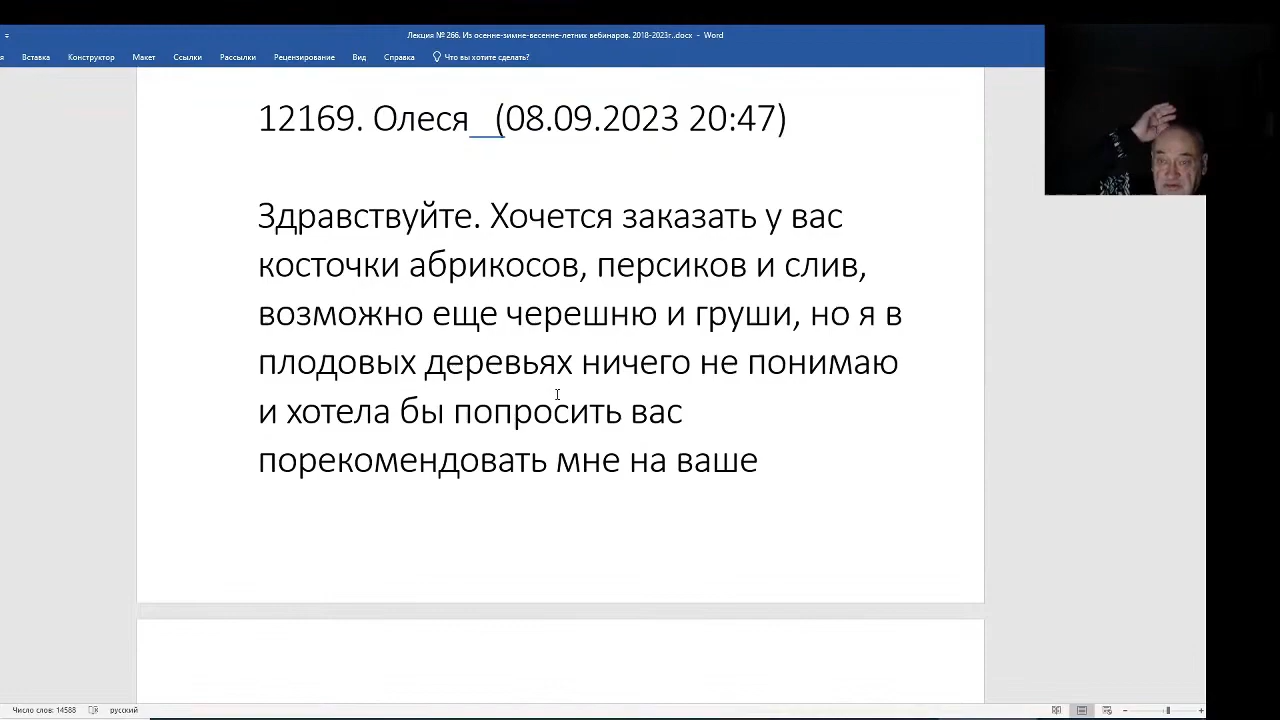 Лекция № 266. Из осенне-зимне-весенне-летних вебинаров. 2018-2023г..docx - Word
Вставка Конструктор Макет Ссылки Рассылки Рецензирование Вид Справка Что вы хотите сделать?
12169. Олеся (08.09.2023 20:47)
Здравствуйте. Хочется заказать у вас
косточки абрикосов, персиков и слив,
возможно еще черешню и груши, но я в
плодовых деревьях ничего не понимаю
и хотела бы попросить вас
порекомендовать мне на ваше
Число слов: 14588 русский